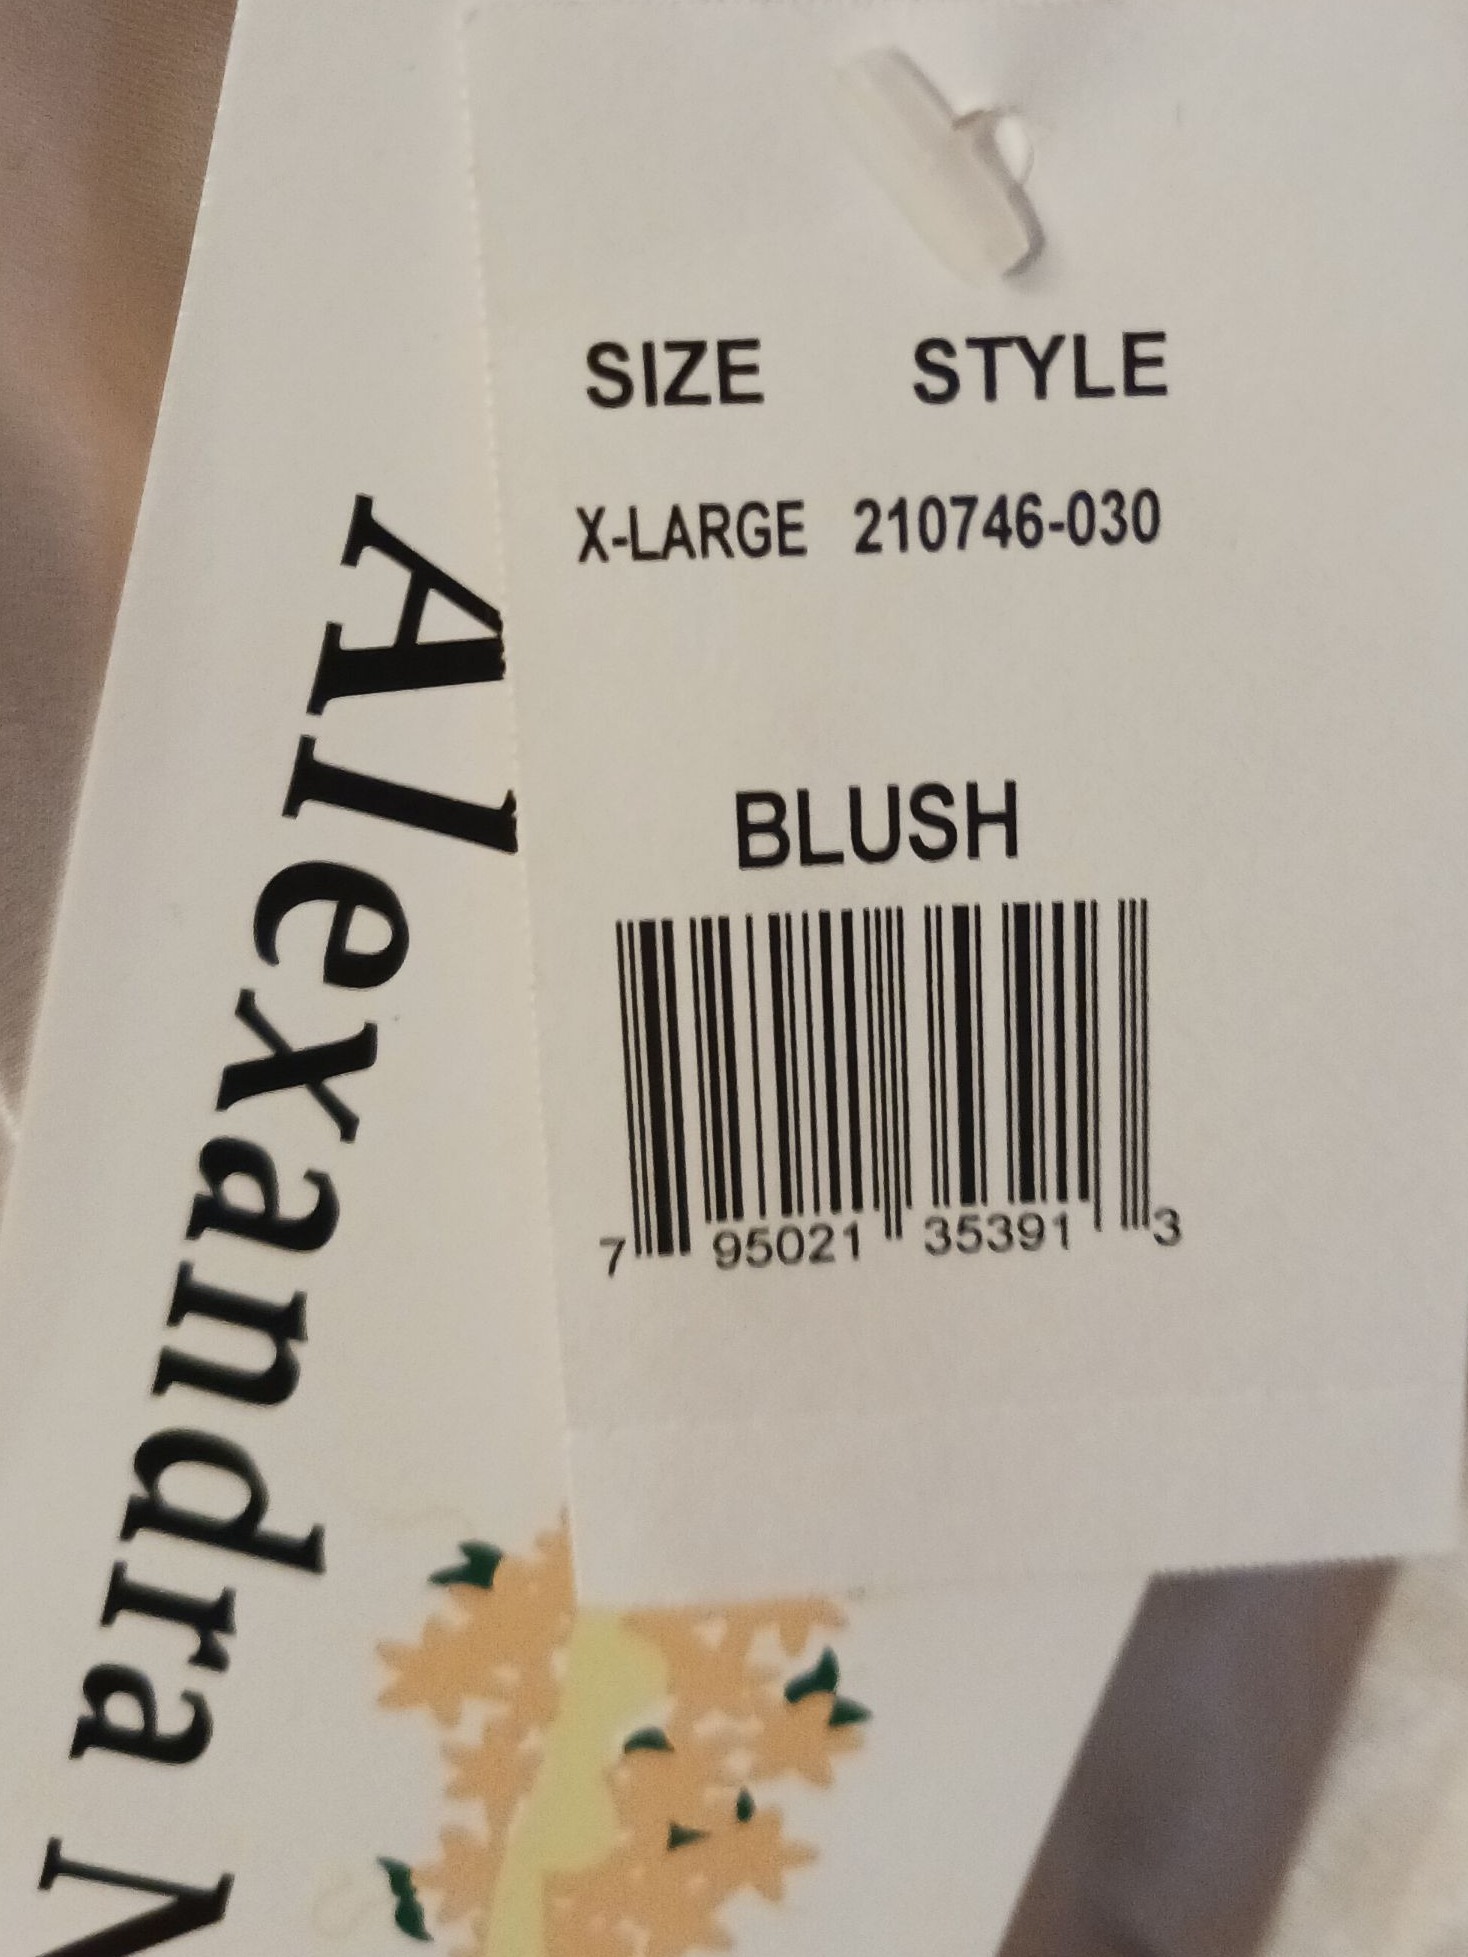 SIZE STYLE
X-LARGE 210746-030
BLUSH
7 95021 35391 3
Alexandra